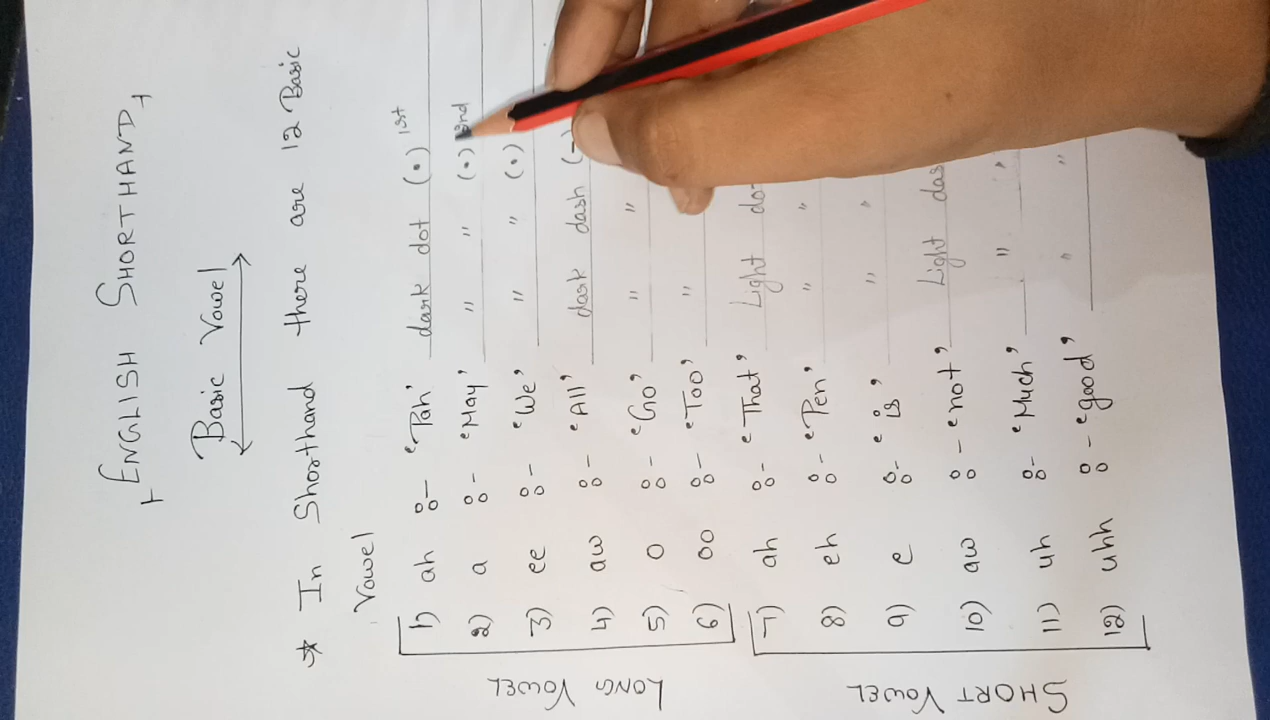 ENGLISH SHORTHAND
Basic Vowel
* In Shorthand there are 12 Basic
Vowel
LONG VOWEL
1) ah :- 'Pah' dark dot (•) 1st
2) a :- 'May' " " (•) 2nd
3) ee :- 'We' " " (•)
4) aw :- 'All' dark dash (-)
5) o :- 'Go' " "
6) oo :- 'Too' "
SHORT VOWEL
7) ah :- 'That' Light
8) eh :- 'Pen' " "
9) e :- 'is' " "
10) aw :- 'not' Light
11) uh :- 'Much' " "
12) uhh :- 'good' " "